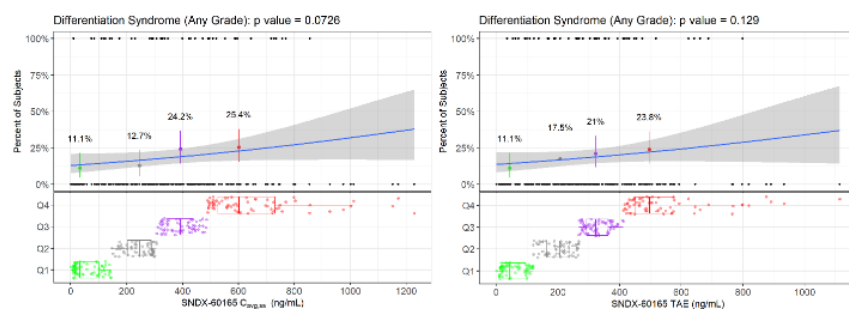 Differentiation Syndrome (Any Grade): p value = 0.0726
100%
75%
50%
25%
0%
Percent of Subjects
11.1%
12.7%
24.2%
25.4%
Q4
Q3
Q2
Q1
0
200
400
600
800
1000
1200
SNDX-60165 Cavg,ss (ng/mL)
Differentiation Syndrome (Any Grade): p value = 0.129
100%
75%
50%
25%
0%
Percent of Subjects
11.1%
17.5%
21%
23.8%
Q4
Q3
Q2
Q1
0
200
400
600
800
1000
SNDX-60165 TAE (ng/mL)